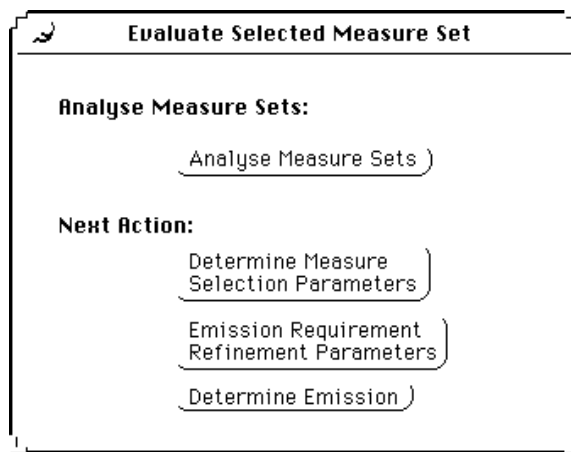 Evaluate Selected Measure Set
Analyse Measure Sets:
Analyse Measure Sets
Next Action:
Determine Measure
Selection Parameters
Emission Requirement
Refinement Parameters
Determine Emission